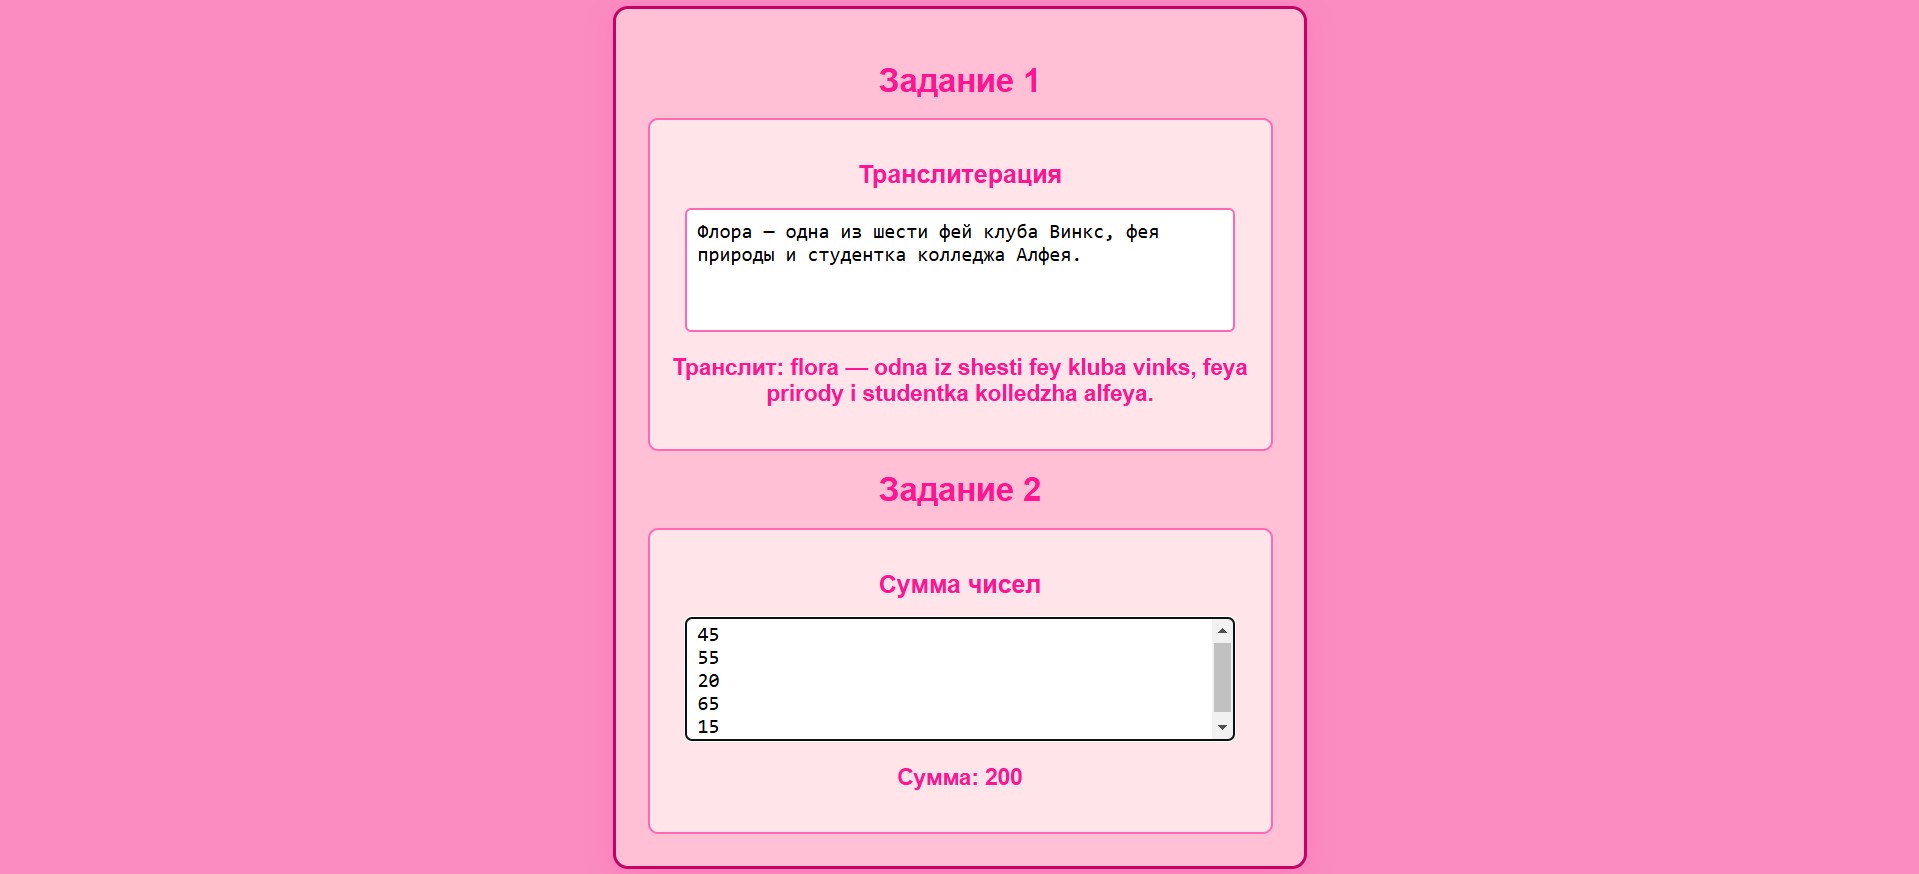 Задание 1
Транслитерация
Флора — одна из шести фей клуба Винкс, фея
природы и студентка колледжа Алфея.
Транслит: flora — odna iz shesti fey kluba vinks, feya
prirody i studentka kolledzha alfeya.
Задание 2
Сумма чисел
45
55
20
65
15
Сумма: 200